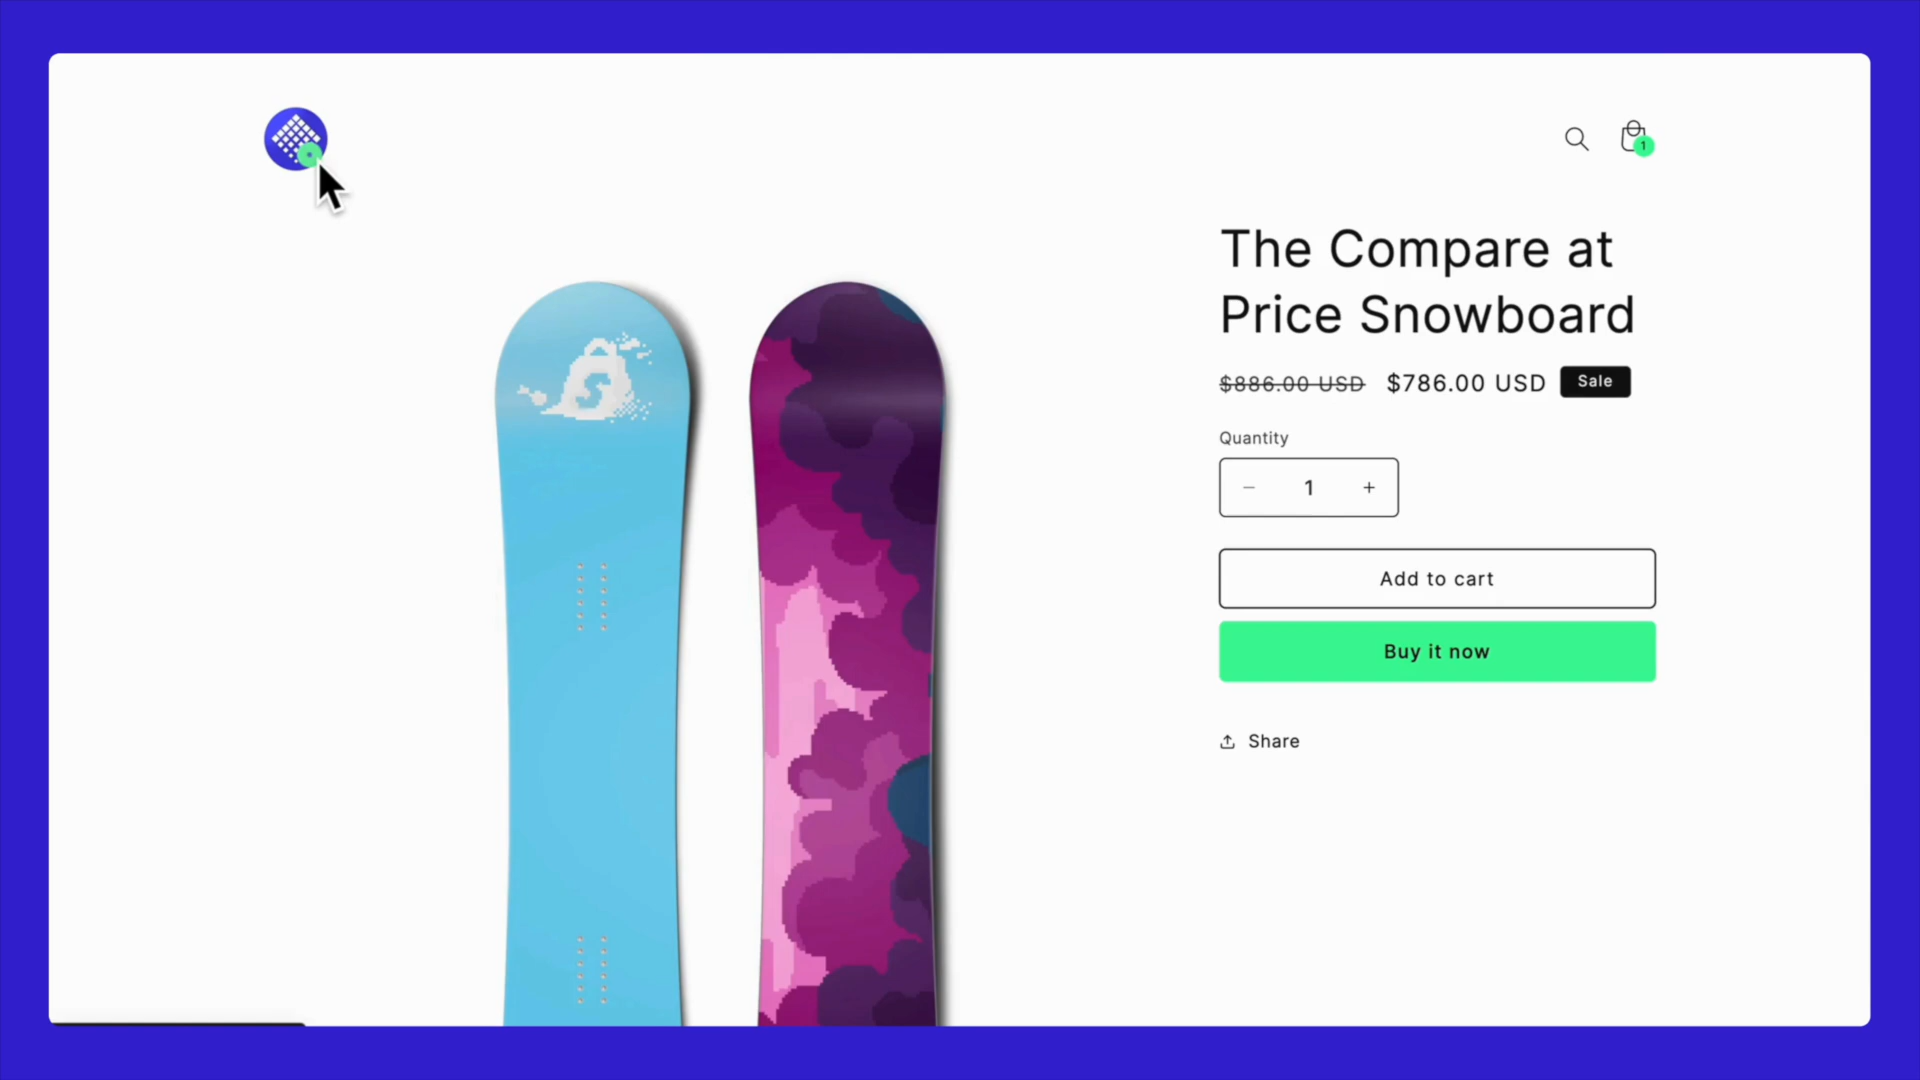 1
The Compare at
Price Snowboard
$886.00 USD $786.00 USD Sale
Quantity
− 1 +
Add to cart
Buy it now
Share
S